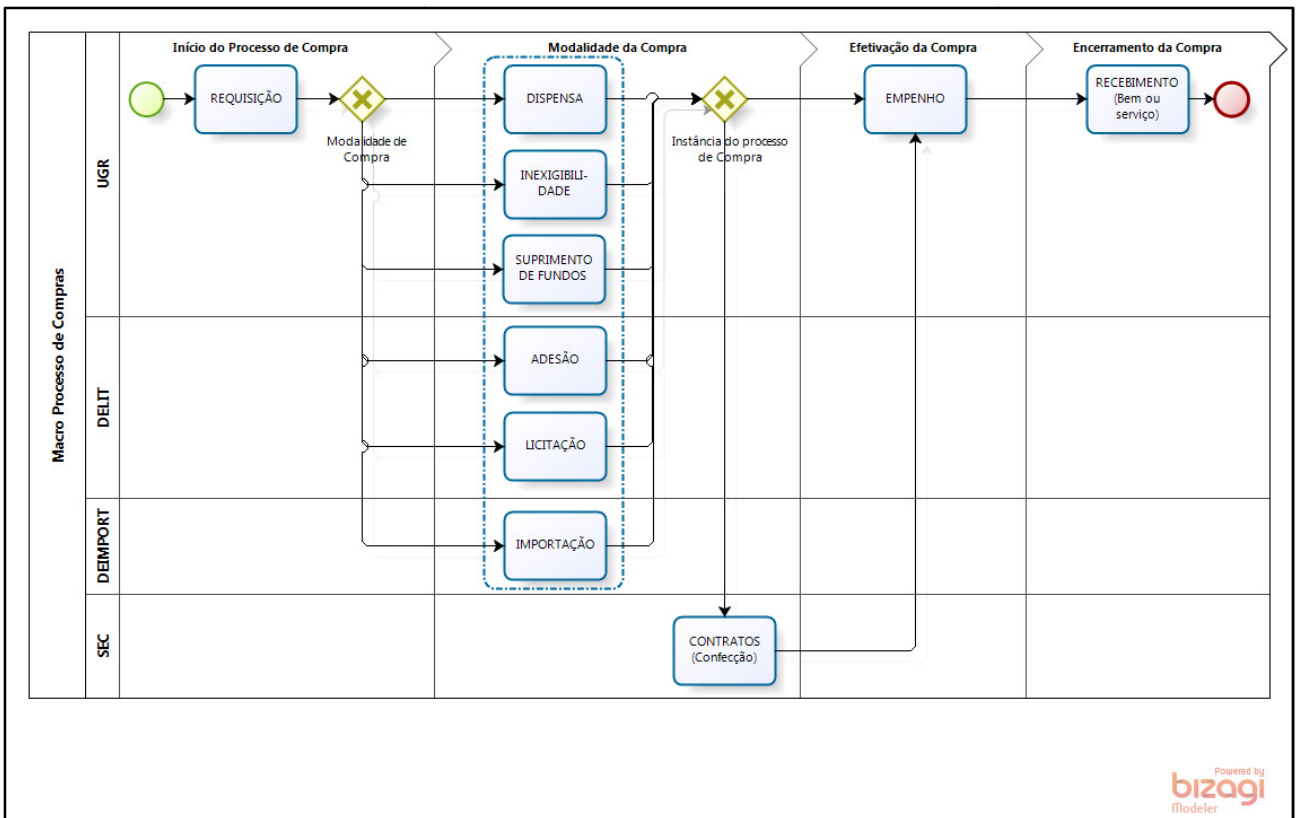 Início do Processo de Compra
Modalidade da Compra
Efetivação da Compra
Encerramento da Compra
Macro Processo de Compras
UGR
REQUISIÇÃO
Modalidade de
Compra
DISPENSA
INEXIGIBILI-
DADE
SUPRIMENTO
DE FUNDOS
Instância do processo
de Compra
EMPENHO
RECEBIMENTO
(Bem ou
serviço)
DELIT
ADESÃO
LICITAÇÃO
DEIMPORT
IMPORTAÇÃO
SEC
CONTRATOS
(Confecção)
Powered by
bizagi
Modeler